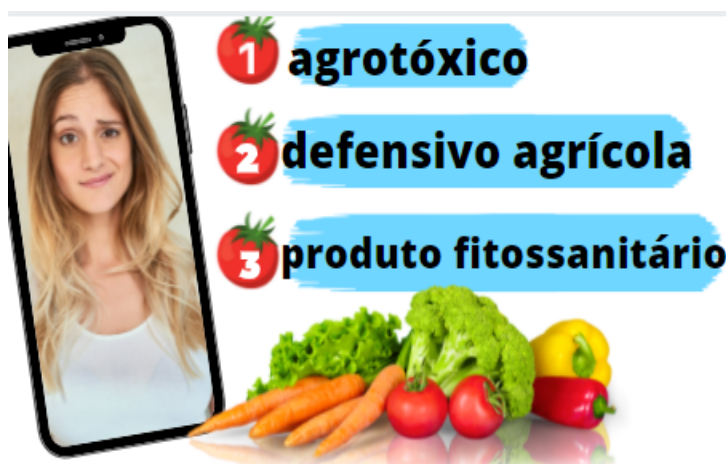 1 agrotóxico
2 defensivo agrícola
3 produto fitossanitário